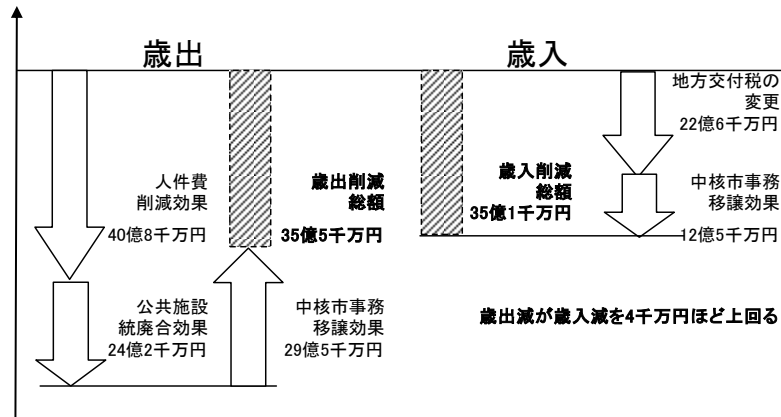 歳出
歳入
人件費
削減効果
40億8千万円
歳出削減
総額
35億5千万円
公共施設
統廃合効果
24億2千万円
中核市事務
移譲効果
29億5千万円
歳入削減
総額
35億1千万円
地方交付税の
変更
22億6千万円
中核市事務
移譲効果
12億5千万円
歳出減が歳入減を4千万円ほど上回る